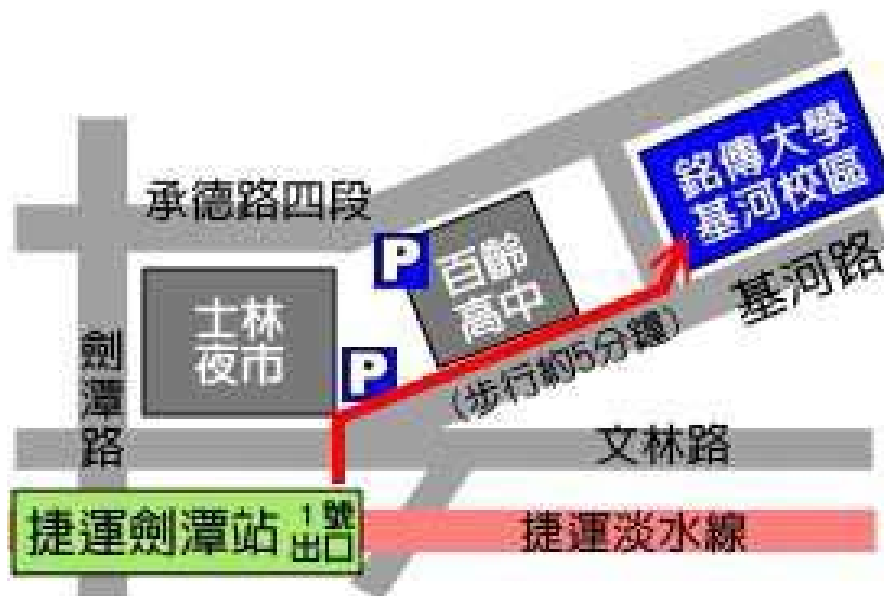 銘傳大學
基河校區
承德路四段
P
百齡
高中
基河路
士林
夜市
P
(步行約5分鐘)
劍潭路
文林路
捷運劍潭站
1號
出口
捷運淡水線